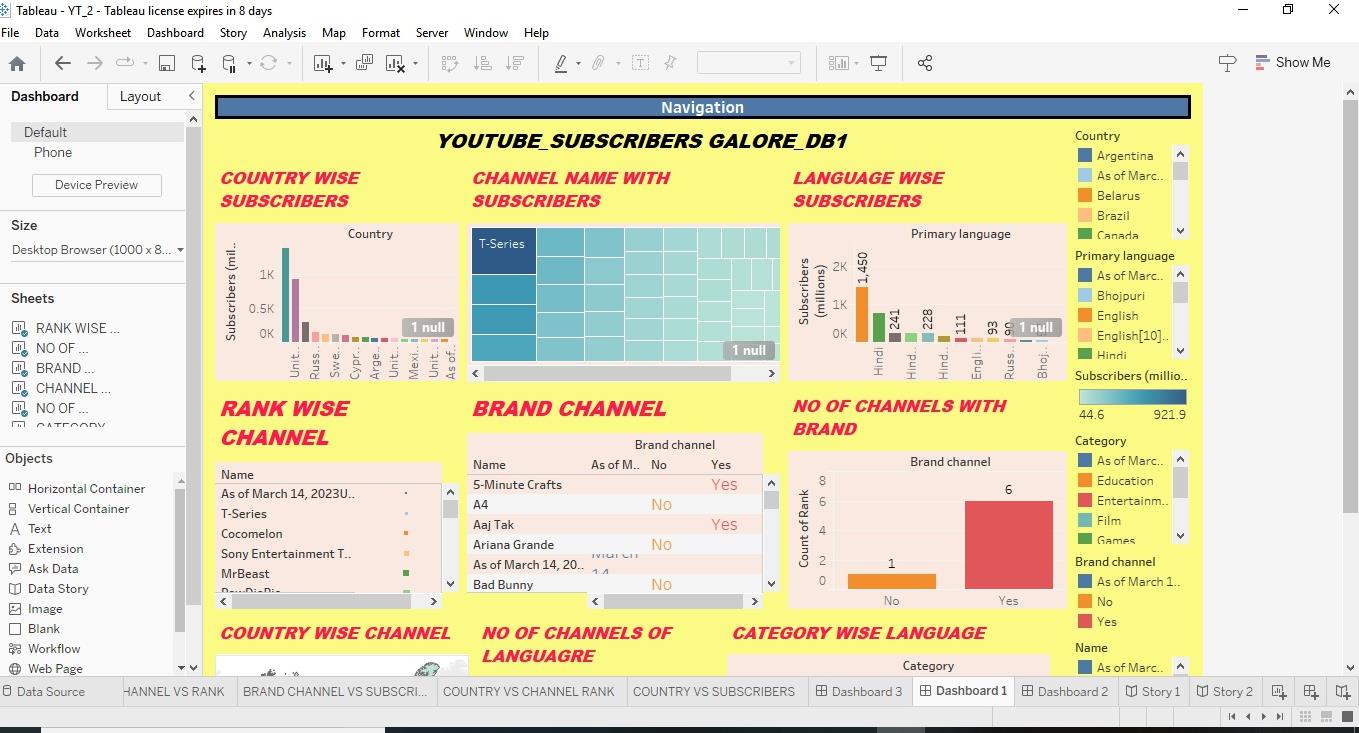 Tableau - YT_2 - Tableau license expires in 8 days
File Data Worksheet Dashboard Story Analysis Map Format Server Window Help
Show Me
Dashboard Layout
Default
Phone
Device Preview
Size
Desktop Browser (1000 x 8...
Sheets
RANK WISE ...
NO OF ...
BRAND ...
CHANNEL ...
NO OF ...
CATEGORY
Objects
Horizontal Container
Vertical Container
Text
Extension
Ask Data
Data Story
Image
Blank
Workflow
Web Page
Navigation
YOUTUBE_SUBSCRIBERS GALORE_DB1
COUNTRY WISE
SUBSCRIBERS
Country
Subscribers (mil..
1K
0.5K
0K
1 null
Unit..
Russ..
Swe..
Cypr..
Arge..
Unit..
Mexi..
Unit..
As of..
CHANNEL NAME WITH
SUBSCRIBERS
T-Series
1 null
LANGUAGE WISE
SUBSCRIBERS
Primary language
Subscribers
(millions)
2K
1K
0K
1,450
241
228
111
93
90
1 null
Hindi
Hind..
Hind..
Engli..
Russ..
Bhoj..
RANK WISE
CHANNEL
Name
As of March 14, 2023U..
T-Series
Cocomelon
Sony Entertainment T..
MrBeast
PewDiePie
BRAND CHANNEL
Brand channel
Name As of M.. No Yes
5-Minute Crafts Yes
A4 No
Aaj Tak Yes
Ariana Grande No
As of March 14, 20.. March
14
Bad Bunny No
NO OF CHANNELS WITH
BRAND
Brand channel
Count of Rank
8
6
4
2
0
1
6
No Yes
COUNTRY WISE CHANNEL
NO OF CHANNELS OF
LANGUAGRE
CATEGORY WISE LANGUAGE
Category
Country
Argentina
As of Marc..
Belarus
Brazil
Canada
Primary language
As of Marc..
Bhojpuri
English
English[10]..
Hindi
Subscribers (millio..
44.6 921.9
Category
As of Marc..
Education
Entertainm..
Film
Games
Brand channel
As of March 1..
No
Yes
Name
As of Marc..
Data Source HANNEL VS RANK BRAND CHANNEL VS SUBSCRI... COUNTRY VS CHANNEL RANK COUNTRY VS SUBSCRIBERS Dashboard 3 Dashboard 1 Dashboard 2 Story 1 Story 2